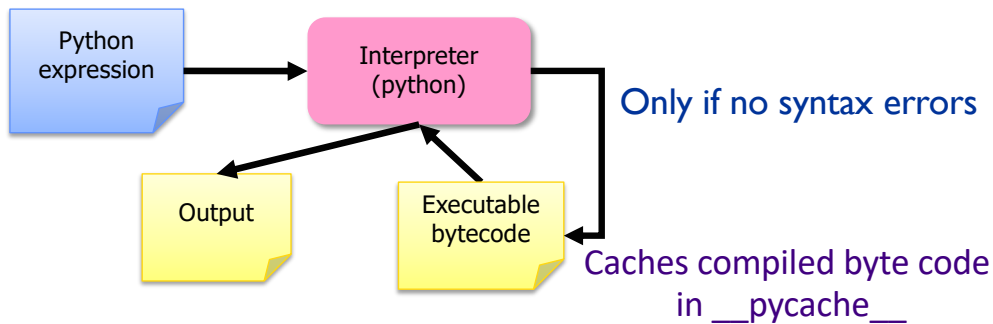 Python
expression
Interpreter
(python)
Only if no syntax errors
Output
Executable
bytecode
Caches compiled byte code
in __pycache__